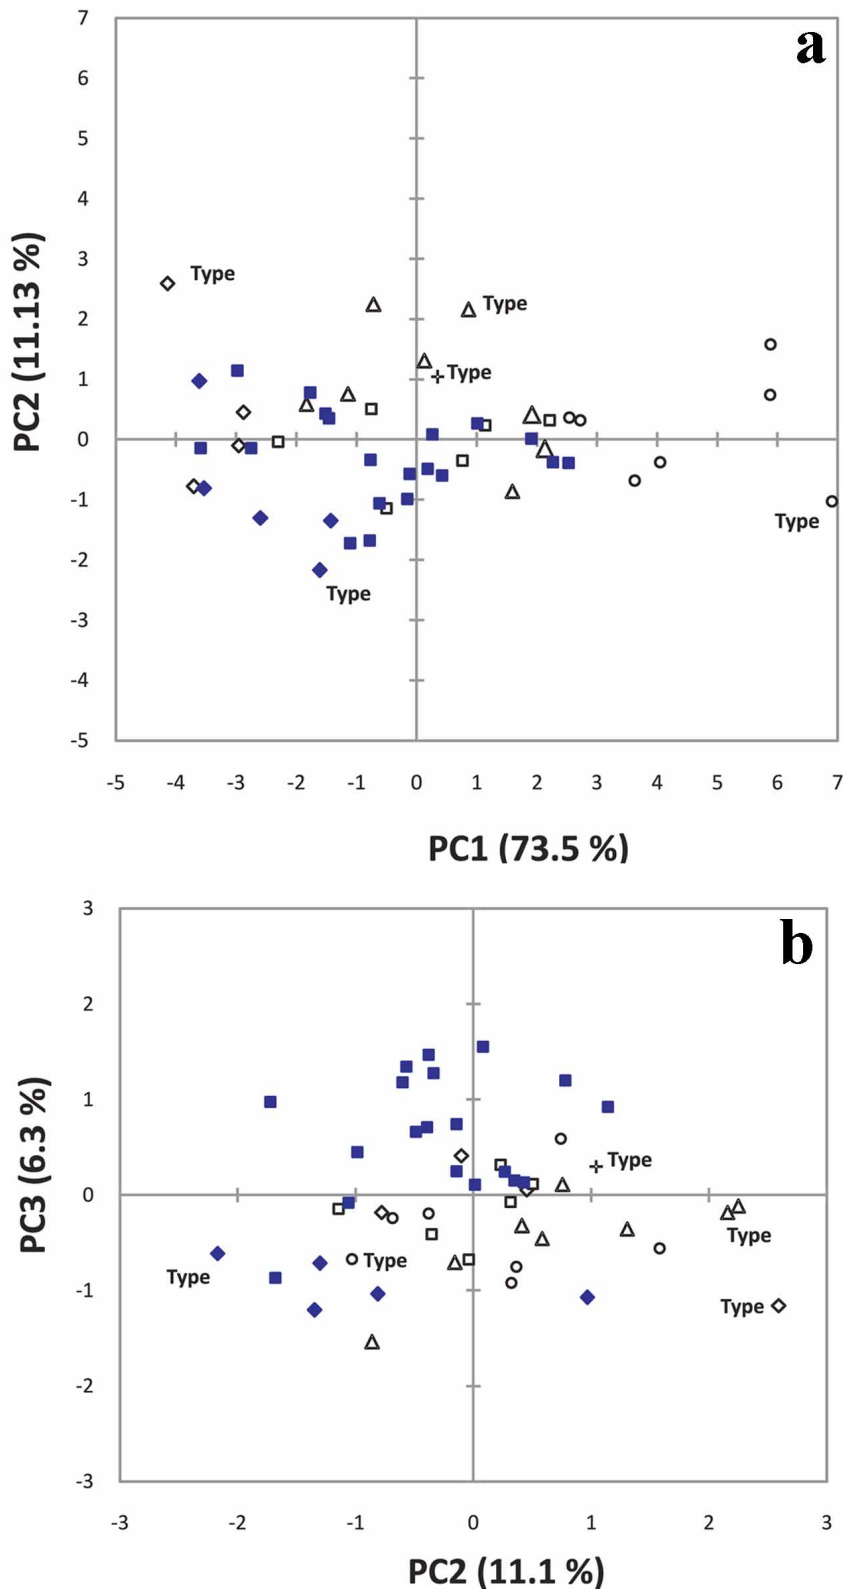 a
7
6
5
4
3
2
1
0
-1
-2
-3
-4
-5
PC2 (11.13 %)
Type
Type
Type
Type
Type
-5 -4 -3 -2 -1 0 1 2 3 4 5 6 7
PC1 (73.5 %)
b
3
2
1
0
-1
-2
-3
PC3 (6.3 %)
Type
Type
Type
Type
Type
-3 -2 -1 0 1 2 3
PC2 (11.1 %)